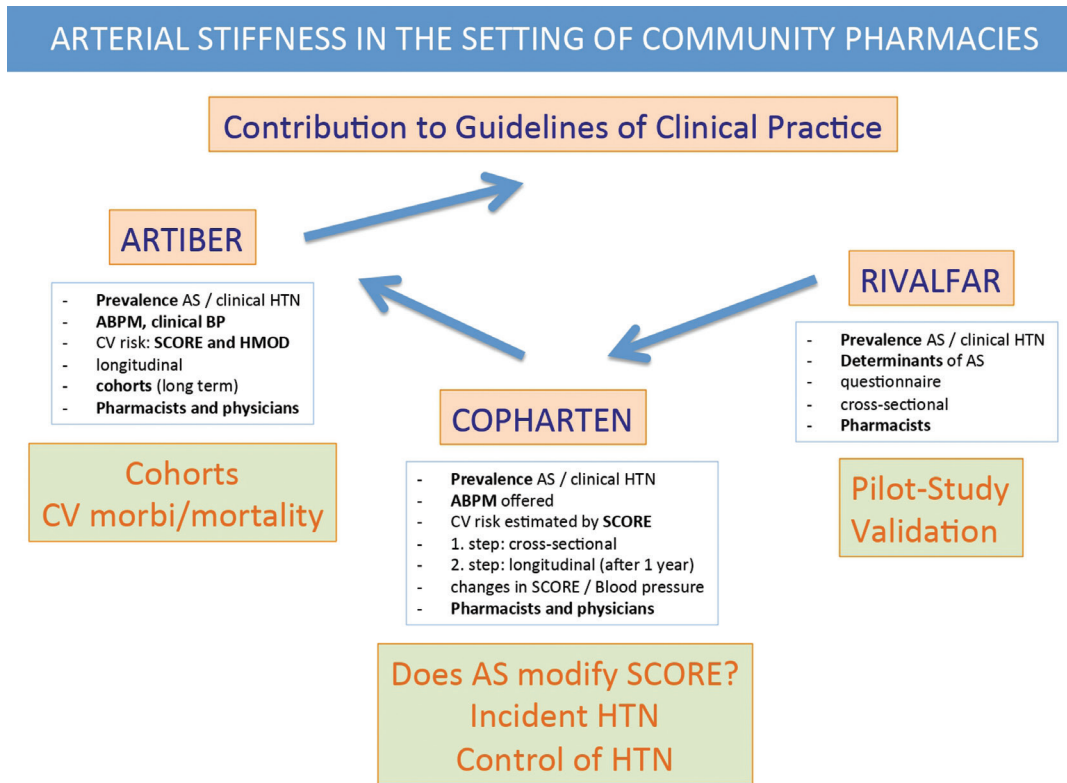 ARTERIAL STIFFNESS IN THE SETTING OF COMMUNITY PHARMACIES
Contribution to Guidelines of Clinical Practice
ARTIBER
- Prevalence AS / clinical HTN
- ABPM, clinical BP
- CV risk: SCORE and HMOD
- longitudinal
- cohorts (long term)
- Pharmacists and physicians
Cohorts
CV morbi/mortality
COPHARTEN
- Prevalence AS / clinical HTN
- ABPM offered
- CV risk estimated by SCORE
- 1. step: cross-sectional
- 2. step: longitudinal (after 1 year)
- changes in SCORE / Blood pressure
- Pharmacists and physicians
Does AS modify SCORE?
Incident HTN
Control of HTN
RIVALFAR
- Prevalence AS / clinical HTN
- Determinants of AS
- questionnaire
- cross-sectional
- Pharmacists
Pilot-Study
Validation